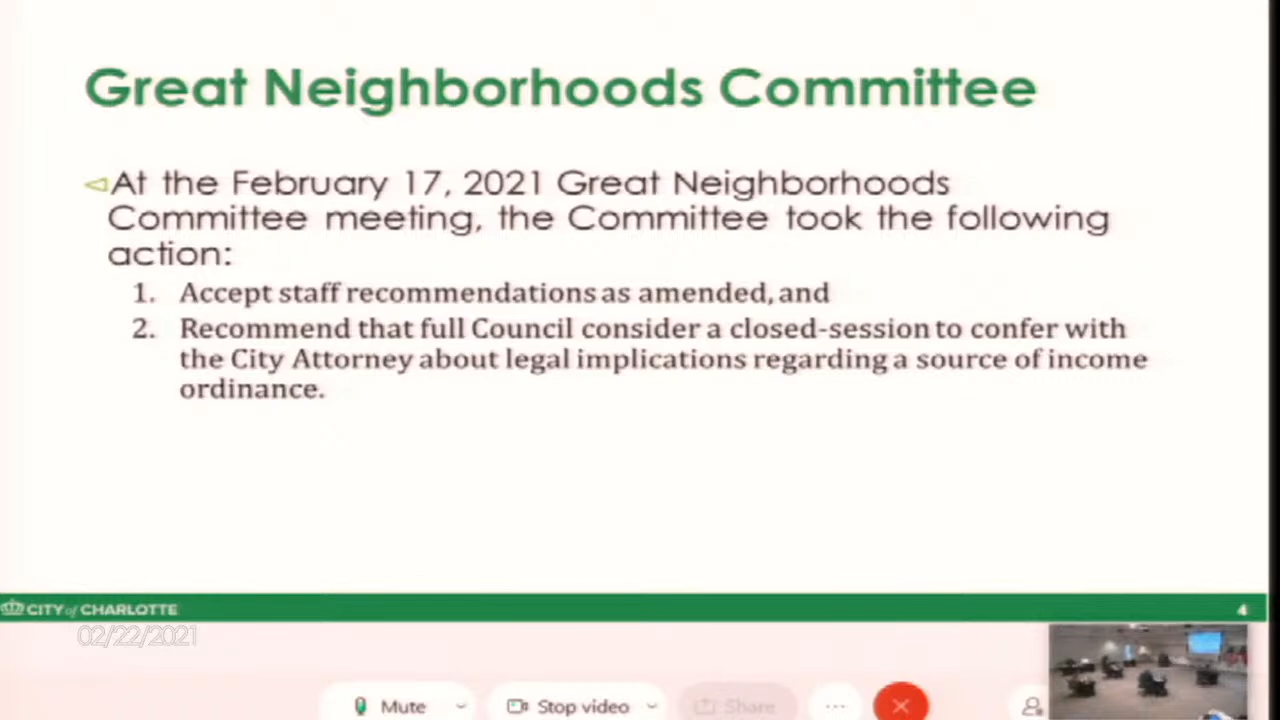 Great Neighborhoods Committee
At the February 17, 2021 Great Neighborhoods
Committee meeting, the Committee took the following
action:
1. Accept staff recommendations as amended, and
2. Recommend that full Council consider a closed-session to confer with
the City Attorney about legal implications regarding a source of income
ordinance.
CITY of CHARLOTTE
4
02/22/2021
Mute
Stop video
Share